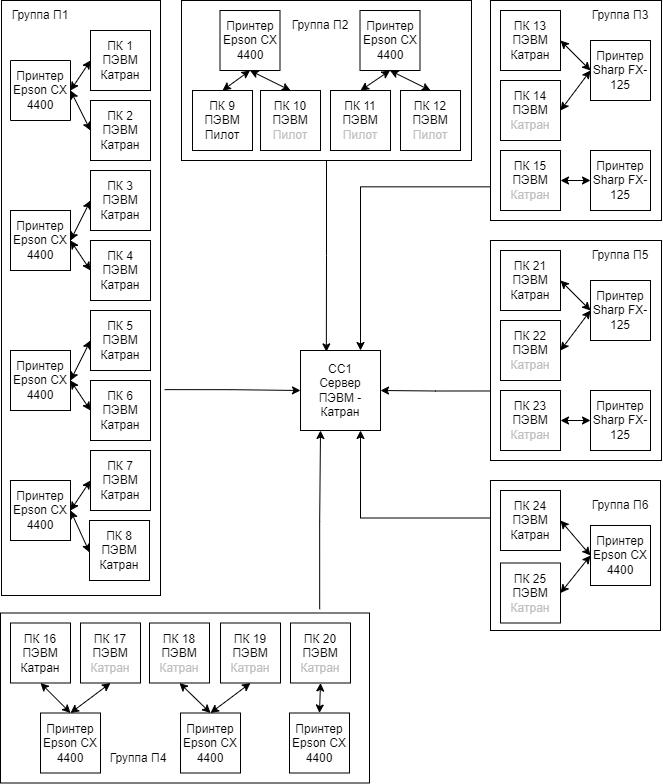 Группа П1
ПК 1
ПЭВМ
Катран
Принтер
Epson CX
4400
ПК 2
ПЭВМ
Катран
ПК 3
ПЭВМ
Катран
Принтер
Epson CX
4400
ПК 4
ПЭВМ
Катран
ПК 5
ПЭВМ
Катран
Принтер
Epson CX
4400
ПК 6
ПЭВМ
Катран
ПК 7
ПЭВМ
Катран
Принтер
Epson CX
4400
ПК 8
ПЭВМ
Катран
Группа П2
Принтер
Epson CX
4400
Принтер
Epson CX
4400
ПК 9
ПЭВМ
Пилот
ПК 10
ПЭВМ
Пилот
ПК 11
ПЭВМ
Пилот
ПК 12
ПЭВМ
Пилот
Группа П3
ПК 13
ПЭВМ
Катран
Принтер
Sharp FX-
125
ПК 14
ПЭВМ
Катран
ПК 15
ПЭВМ
Катран
Принтер
Sharp FX-
125
СС1
Сервер
ПЭВМ -
Катран
Группа П5
ПК 21
ПЭВМ
Катран
Принтер
Sharp FX-
125
ПК 22
ПЭВМ
Катран
ПК 23
ПЭВМ
Катран
Принтер
Sharp FX-
125
Группа П6
ПК 24
ПЭВМ
Катран
Принтер
Epson CX
4400
ПК 25
ПЭВМ
Катран
ПК 16
ПЭВМ
Катран
ПК 17
ПЭВМ
Катран
ПК 18
ПЭВМ
Катран
ПК 19
ПЭВМ
Катран
ПК 20
ПЭВМ
Катран
Принтер
Epson CX
4400
Группа П4
Принтер
Epson CX
4400
Принтер
Epson CX
4400